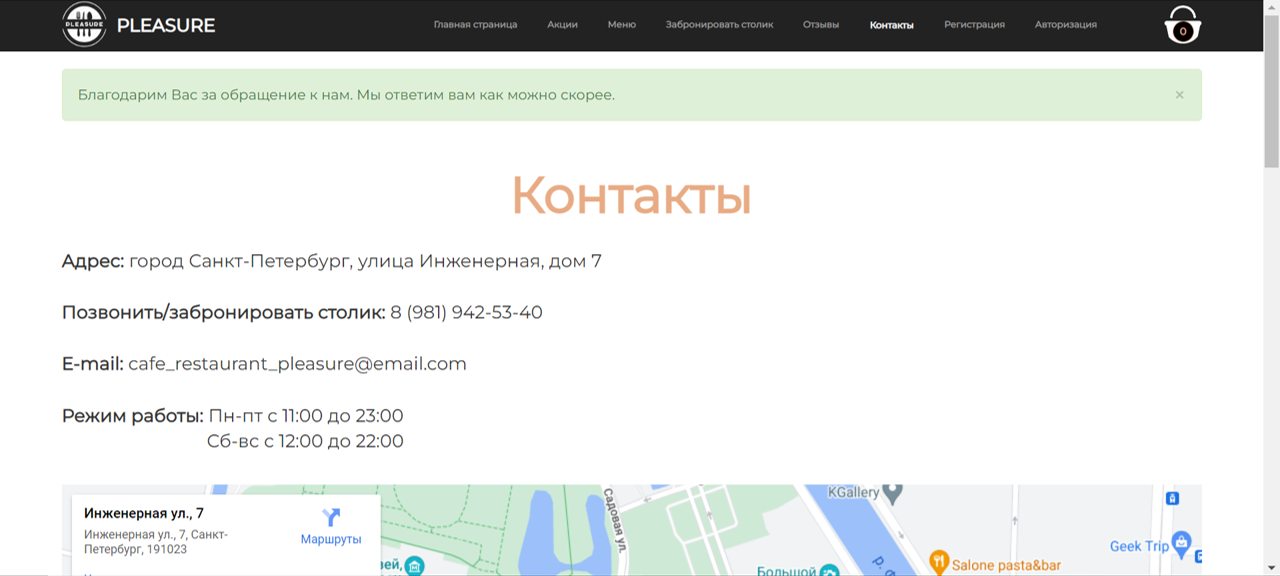 PLEASURE
PLEASURE
Главная страница
Акции
Меню
Забронировать столик
Отзывы
Контакты
Регистрация
Авторизация
0
Благодарим Вас за обращение к нам. Мы ответим вам как можно скорее.
×
Контакты
Адрес: город Санкт-Петербург, улица Инженерная, дом 7
Позвонить/забронировать столик: 8 (981) 942-53-40
E-mail: cafe_restaurant_pleasure@email.com
Режим работы: Пн-пт с 11:00 до 23:00
Сб-вс с 12:00 до 22:00
Инженерная ул., 7
Инженерная ул., 7, Санкт-
Петербург, 191023
Маршруты
Садовая ул.
KGallery
Geek Trip
Salone pasta&bar
Большой